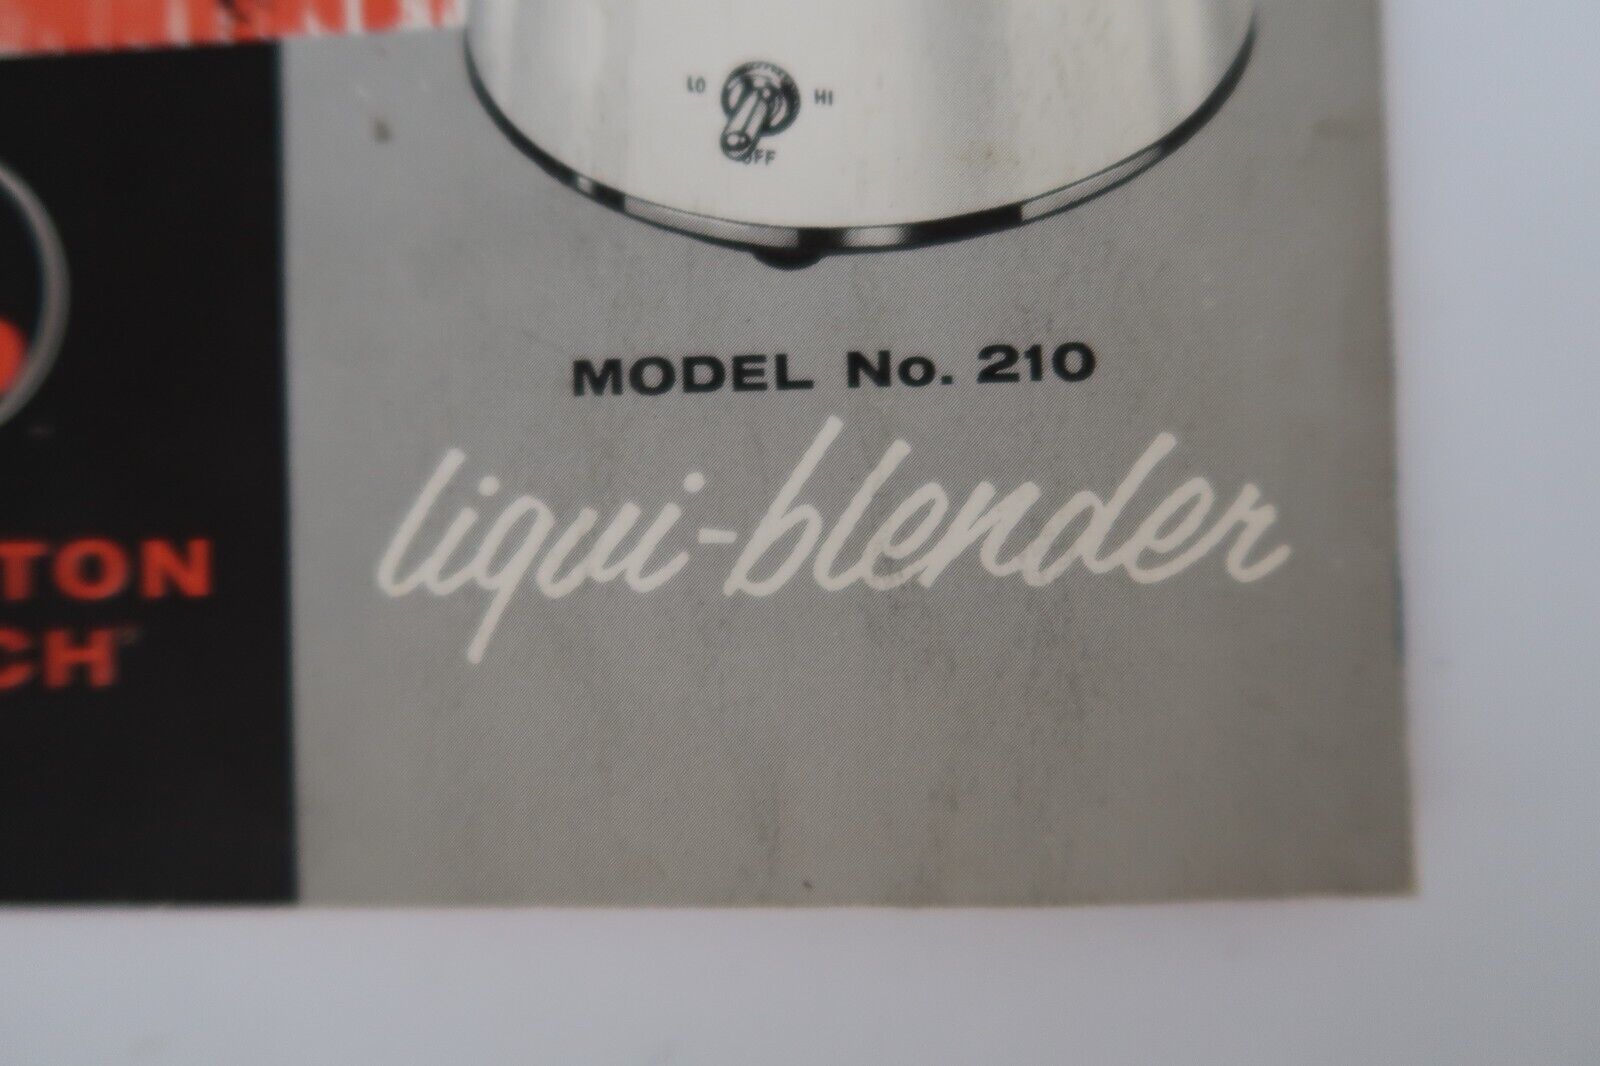 LO HI
OFF
MODEL No. 210
liqui-blender
TON
CH